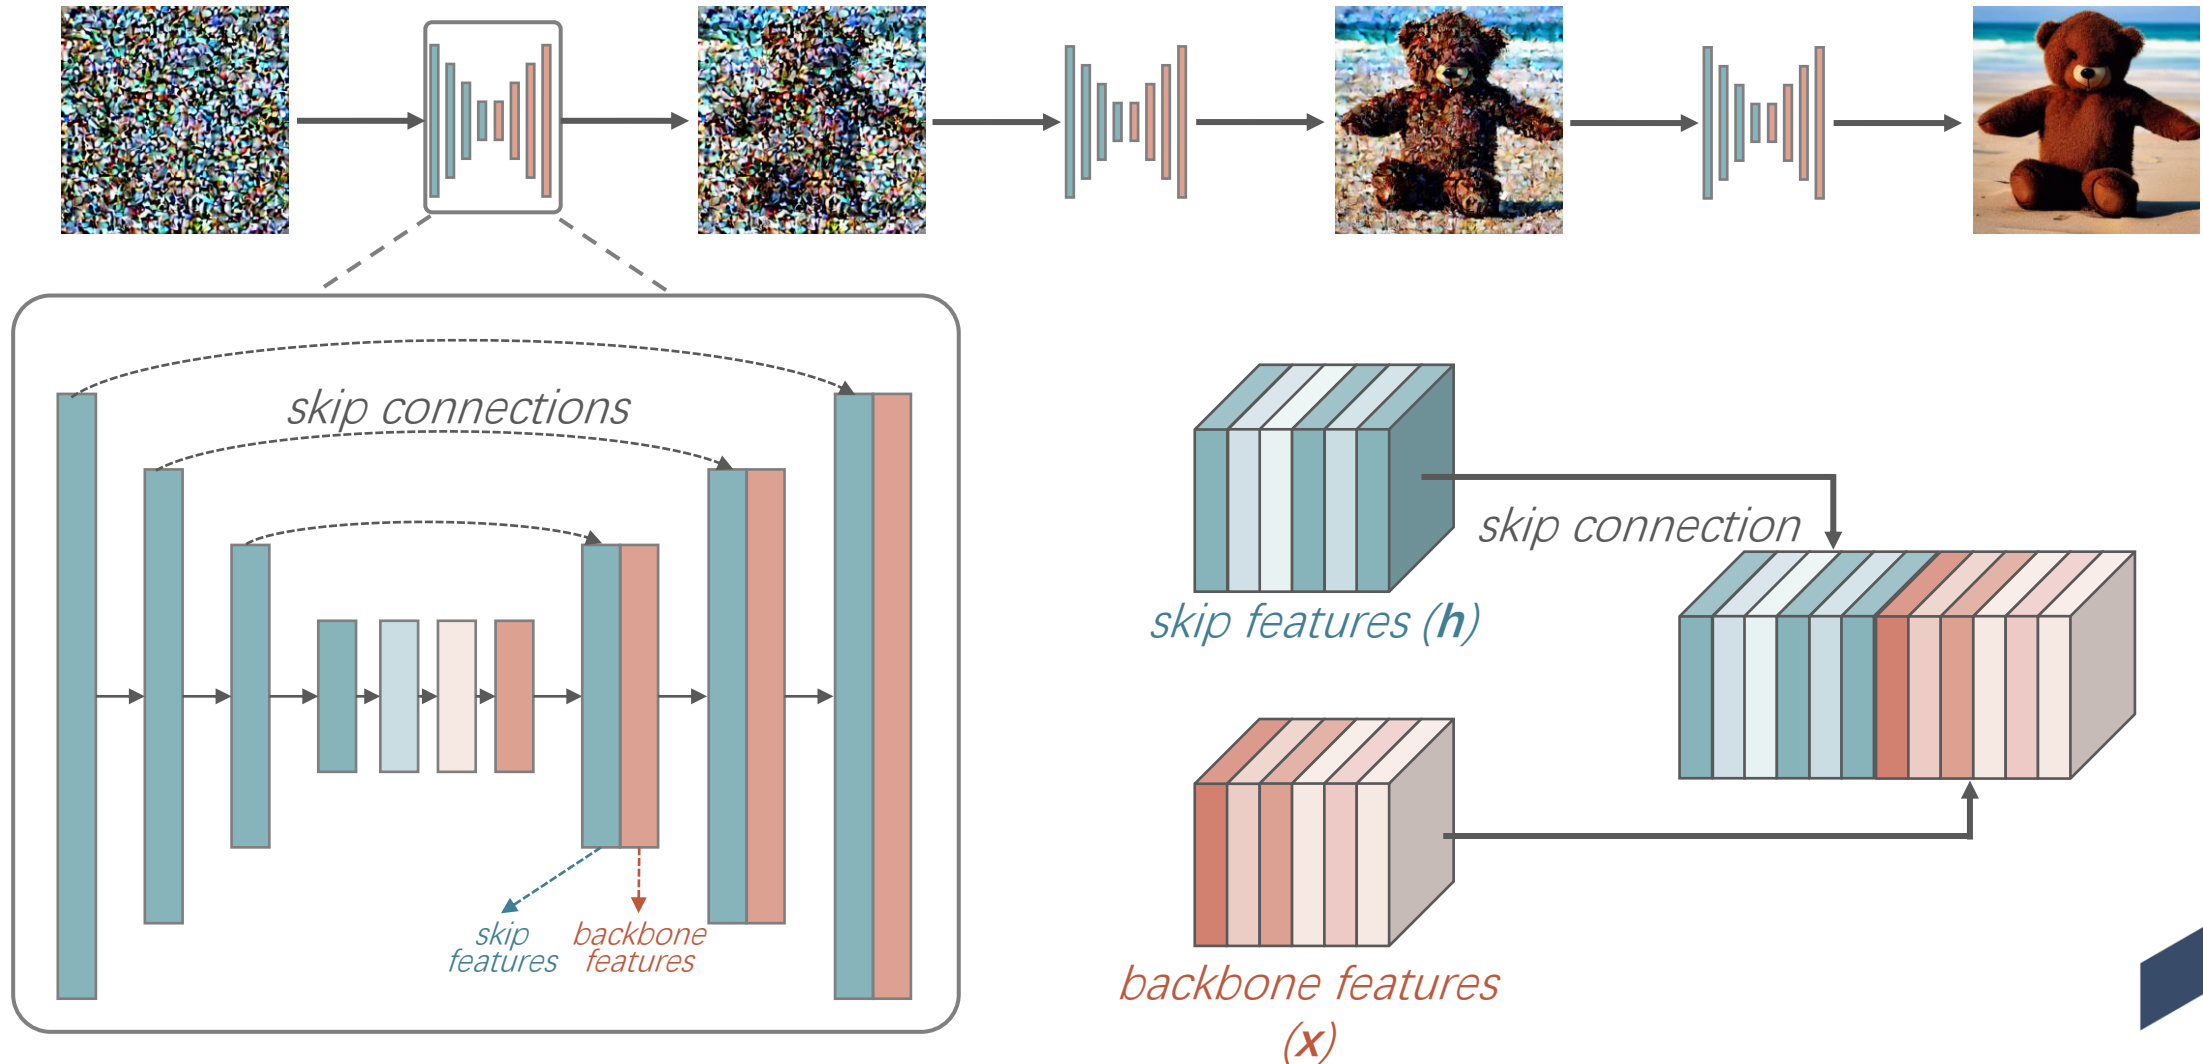 skip connections
skip connection
skip features (h)
skip
features
backbone
features
backbone features
(x)